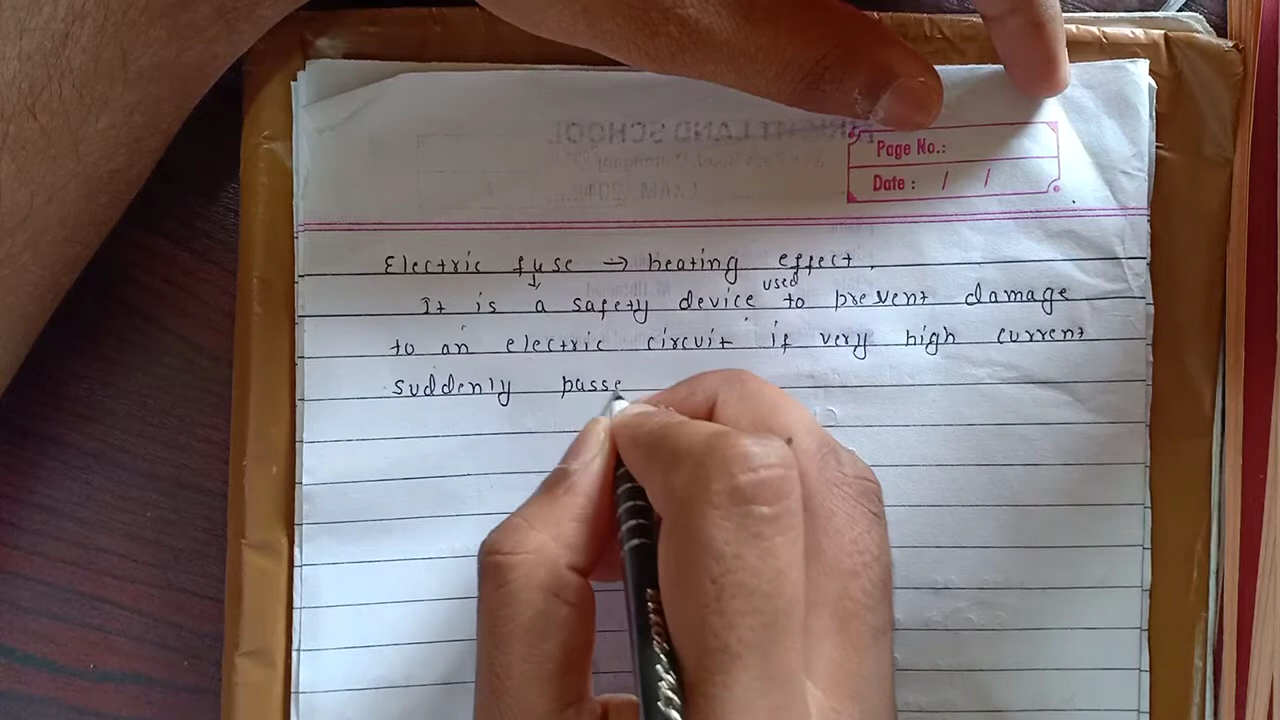 Page No.:
Date : / /
Electric fuse → heating effect.
↓ used
It is a safety device to prevent damage
to an electric circuit if very high current
suddenly passe